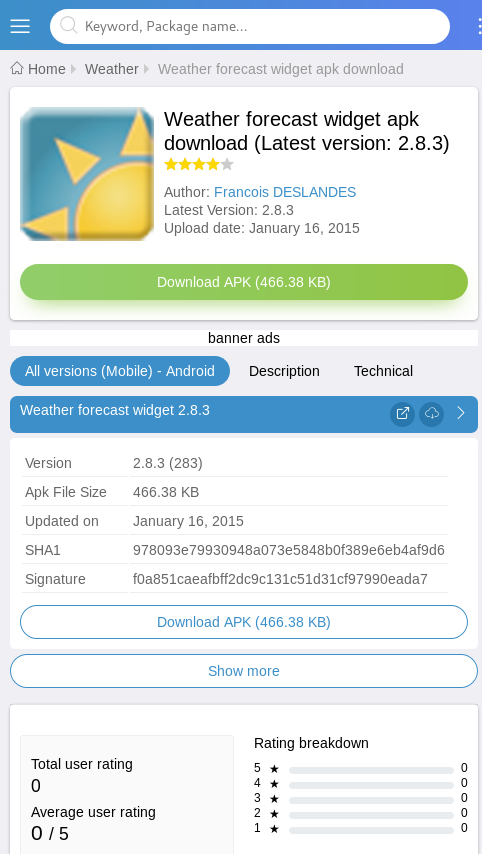 Keyword, Package name...
Home Weather Weather forecast widget apk download
Weather forecast widget apk
download (Latest version: 2.8.3)
Author: Francois DESLANDES
Latest Version: 2.8.3
Upload date: January 16, 2015
Download APK (466.38 KB)
banner ads
All versions (Mobile) - Android Description Technical
Weather forecast widget 2.8.3
Version 2.8.3 (283)
Apk File Size 466.38 KB
Updated on January 16, 2015
SHA1 978093e79930948a073e5848b0f389e6eb4af9d6
Signature f0a851caeafbff2dc9c131c51d31cf97990eada7
Download APK (466.38 KB)
Show more
Total user rating
0
Average user rating
0 / 5
Rating breakdown
5 ★ 0
4 ★ 0
3 ★ 0
2 ★ 0
1 ★ 0